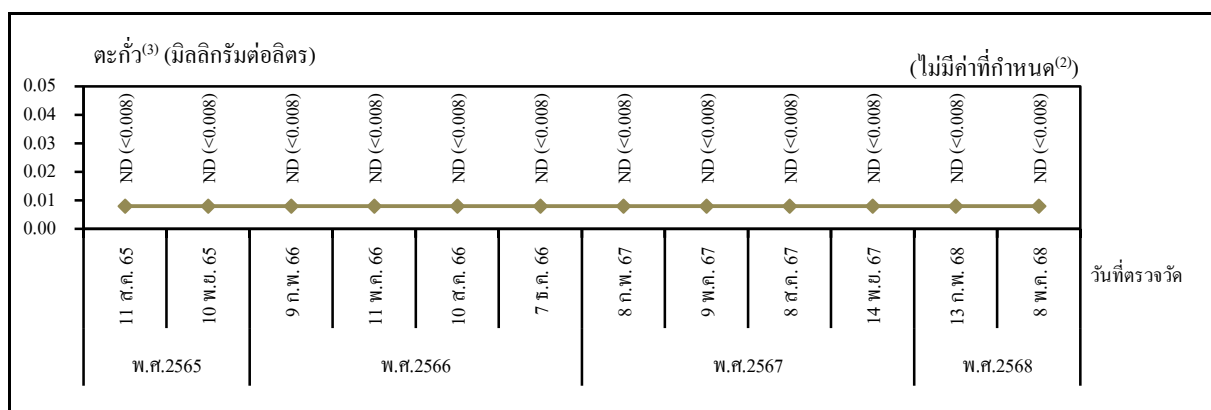 ตะกั่ว(3) (มิลลิกรัมต่อลิตร)
(ไม่มีค่าที่กำหนด(2))
0.05
0.04
0.03
0.02
0.01
0.00
ND (<0.008)
ND (<0.008)
ND (<0.008)
ND (<0.008)
ND (<0.008)
ND (<0.008)
ND (<0.008)
ND (<0.008)
ND (<0.008)
ND (<0.008)
ND (<0.008)
ND (<0.008)
11 ส.ค. 65
10 พ.ย. 65
9 ก.พ. 66
11 พ.ค. 66
10 ส.ค. 66
7 ธ.ค. 66
8 ก.พ. 67
9 พ.ค. 67
8 ส.ค. 67
14 พ.ย. 67
13 ก.พ. 68
8 พ.ค. 68
วันที่ตรวจวัด
พ.ศ.2565
พ.ศ.2566
พ.ศ.2567
พ.ศ.2568